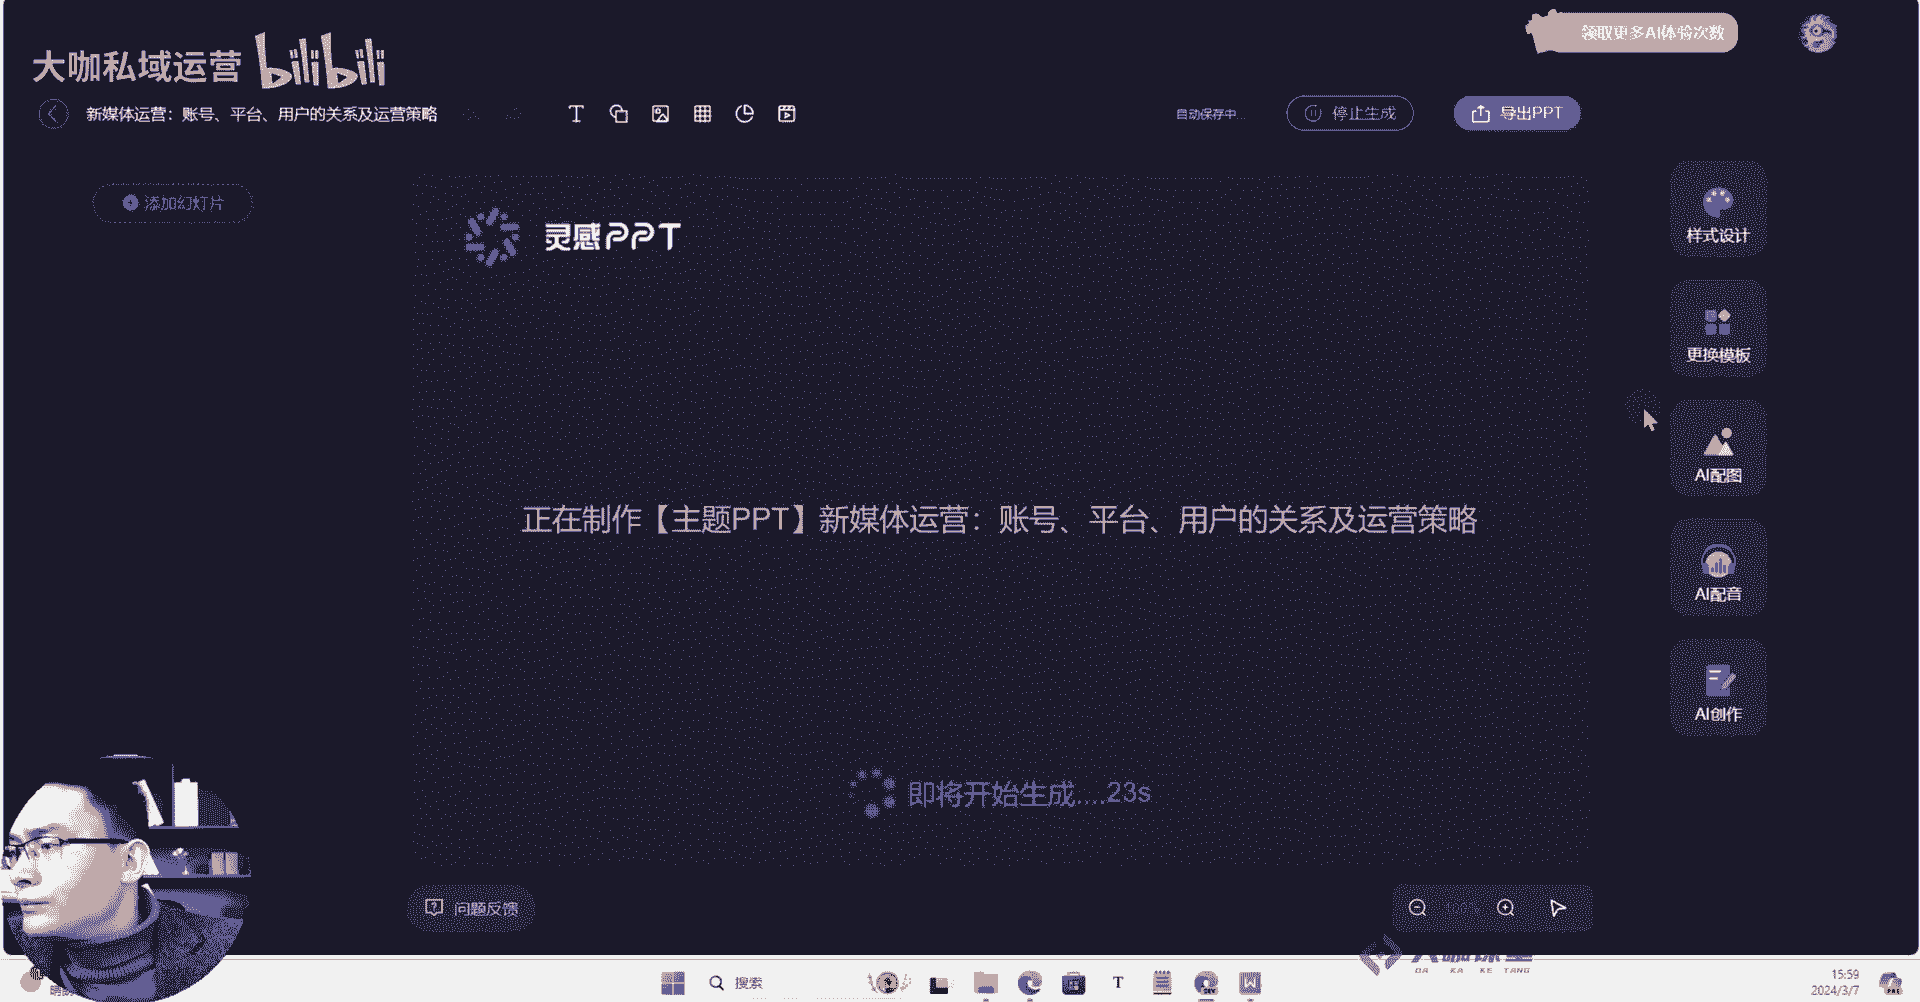 领取更多AI体验次数
大咖私域运营 bilibili
新媒体运营：账号、平台、用户的关系及运营策略
自动保存中...
停止生成
导出PPT
添加幻灯片
灵感PPT
样式设计
更换模板
正在制作【主题PPT】新媒体运营：账号、平台、用户的关系及运营策略
AI配图
AI配音
AI创作
即将开始生成....23s
问题反馈
100%
DA KA KE TANG
搜索
15:59
2024/3/7